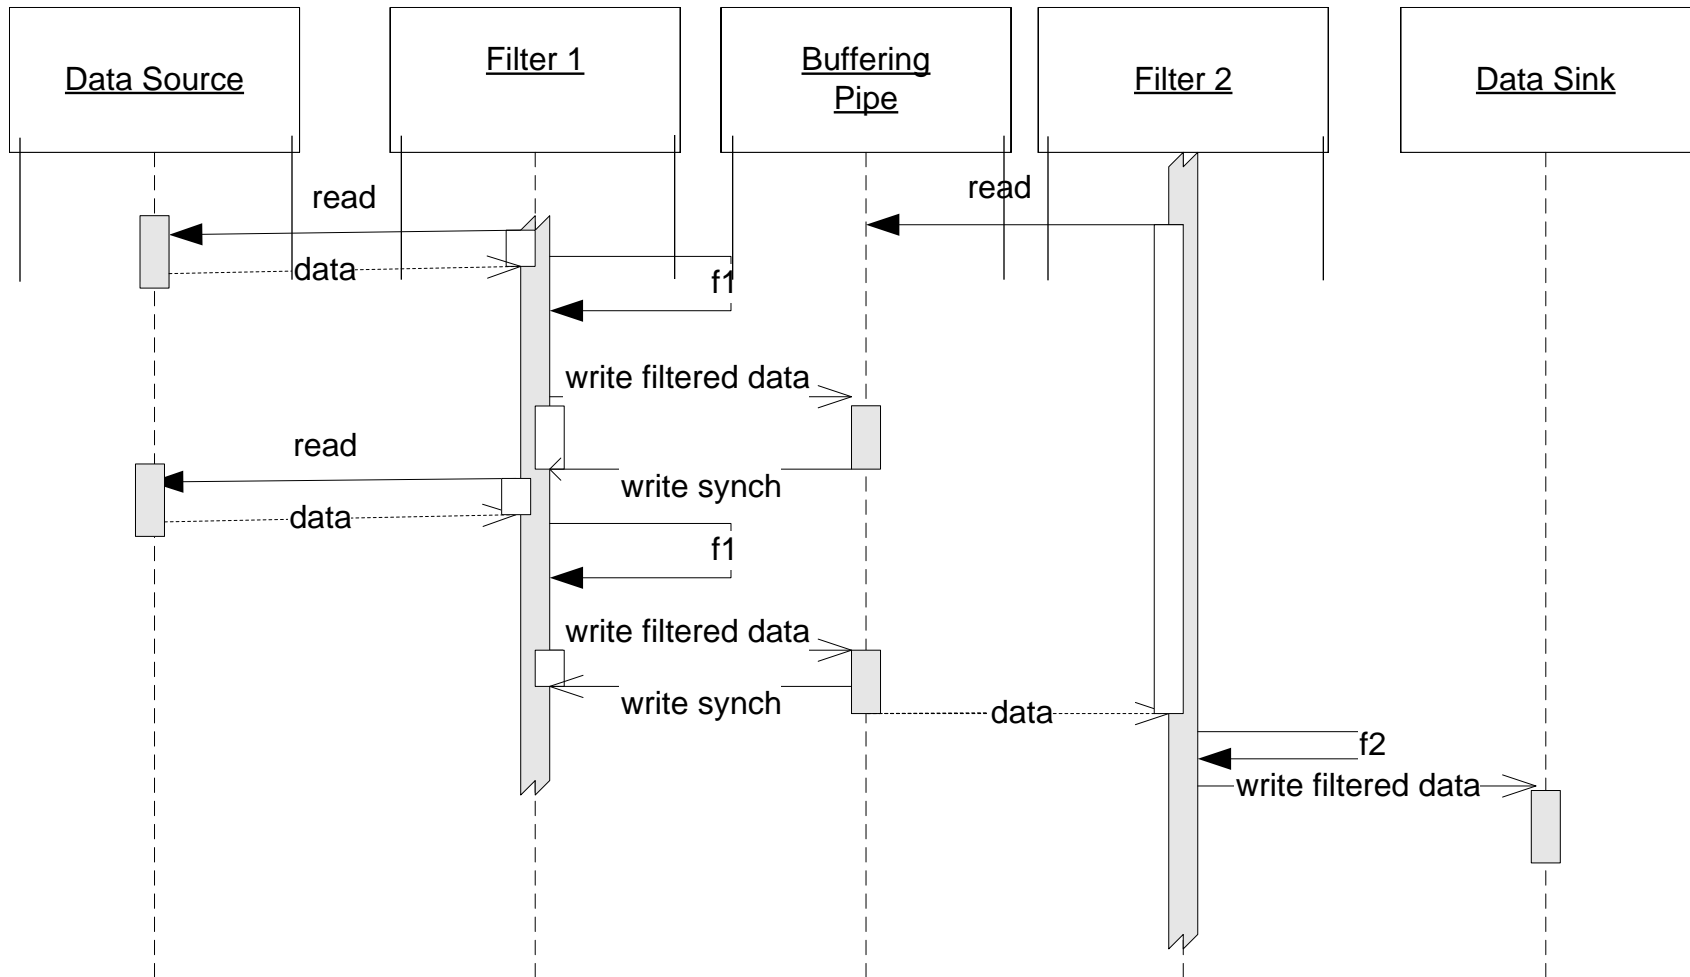 Data Source
Filter 1
Buffering
Pipe
Filter 2
Data Sink
read
read
data
f1
write filtered data
read
write synch
data
f1
write filtered data
write synch
data
f2
write filtered data